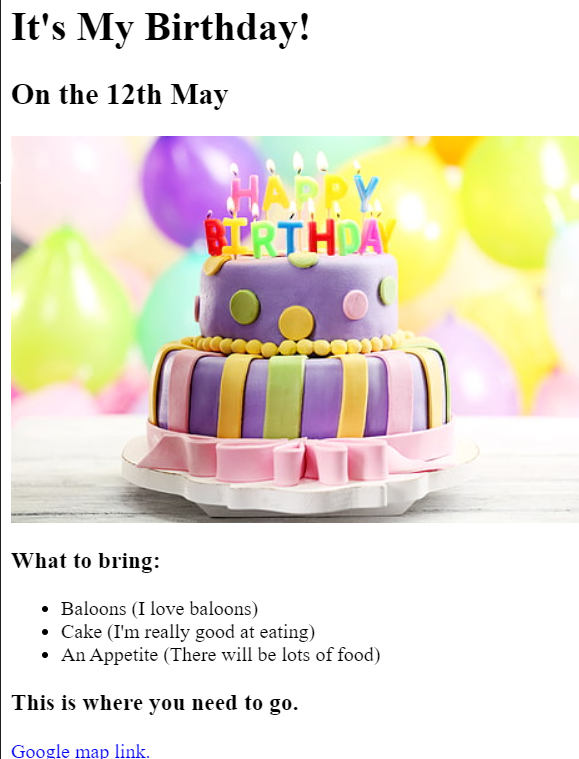 It's My Birthday!
On the 12th May
HAPPY
BIRTHDAY
What to bring:
Baloons (I love baloons)
Cake (I'm really good at eating)
An Appetite (There will be lots of food)
This is where you need to go.
Google map link.